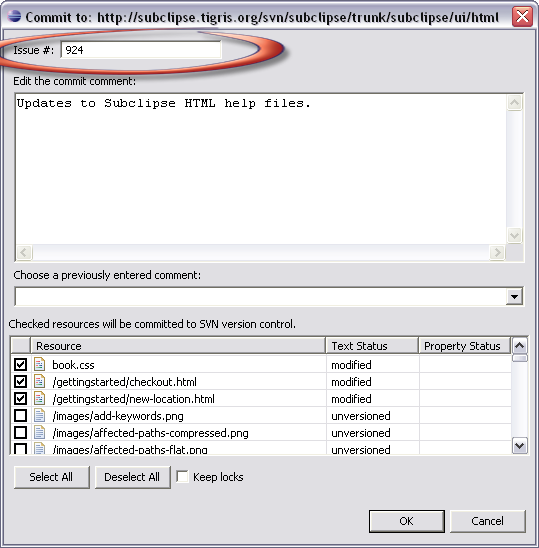 Commit to: http://subclipse.tigris.org/svn/subclipse/trunk/subclipse/ui/html
Issue #: 924
Edit the commit comment:
Updates to Subclipse HTML help files.
Choose a previously entered comment:
Checked resources will be committed to SVN version control.
Resource Text Status Property Status
book.css modified
/gettingstarted/checkout.html modified
/gettingstarted/new-location.html modified
/images/add-keywords.png unversioned
/images/affected-paths-compressed.png unversioned
/images/affected-paths-flat.png unversioned
Select All Deselect All Keep locks
OK Cancel